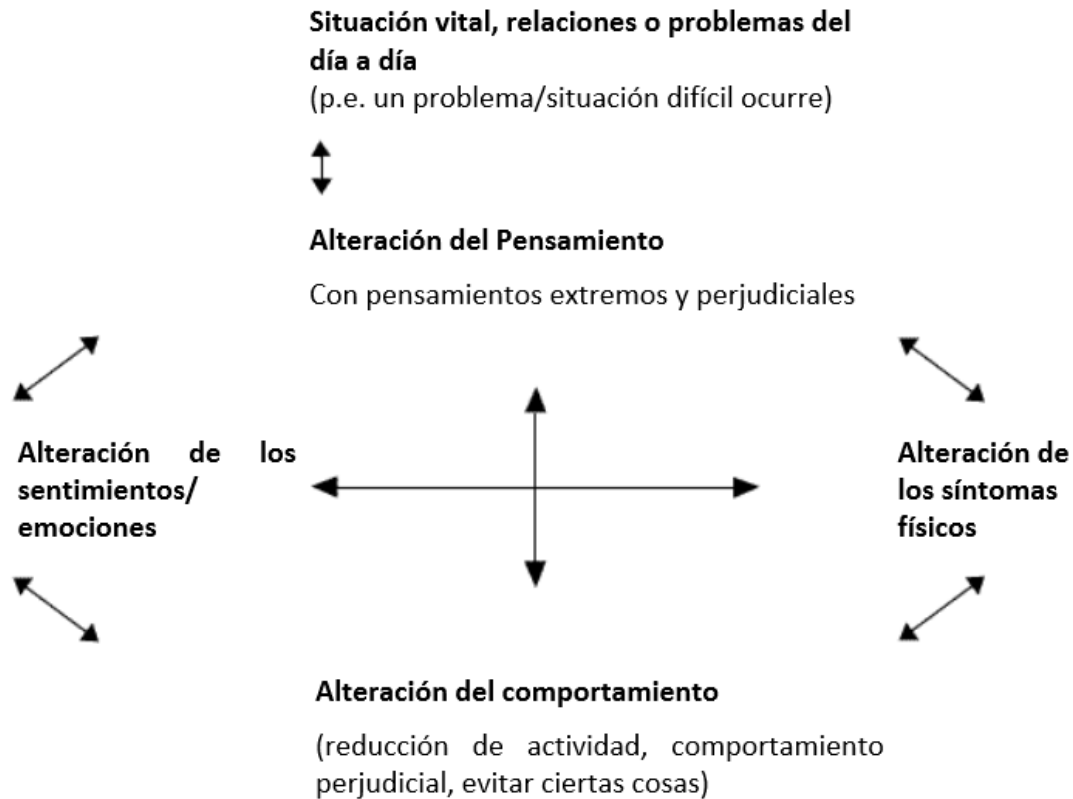 Situación vital, relaciones o problemas del
día a día
(p.e. un problema/situación difícil ocurre)
Alteración del Pensamiento
Con pensamientos extremos y perjudiciales
Alteración de los
sentimientos/
emociones
Alteración de
los síntomas
físicos
Alteración del comportamiento
(reducción de actividad, comportamiento
perjudicial, evitar ciertas cosas)